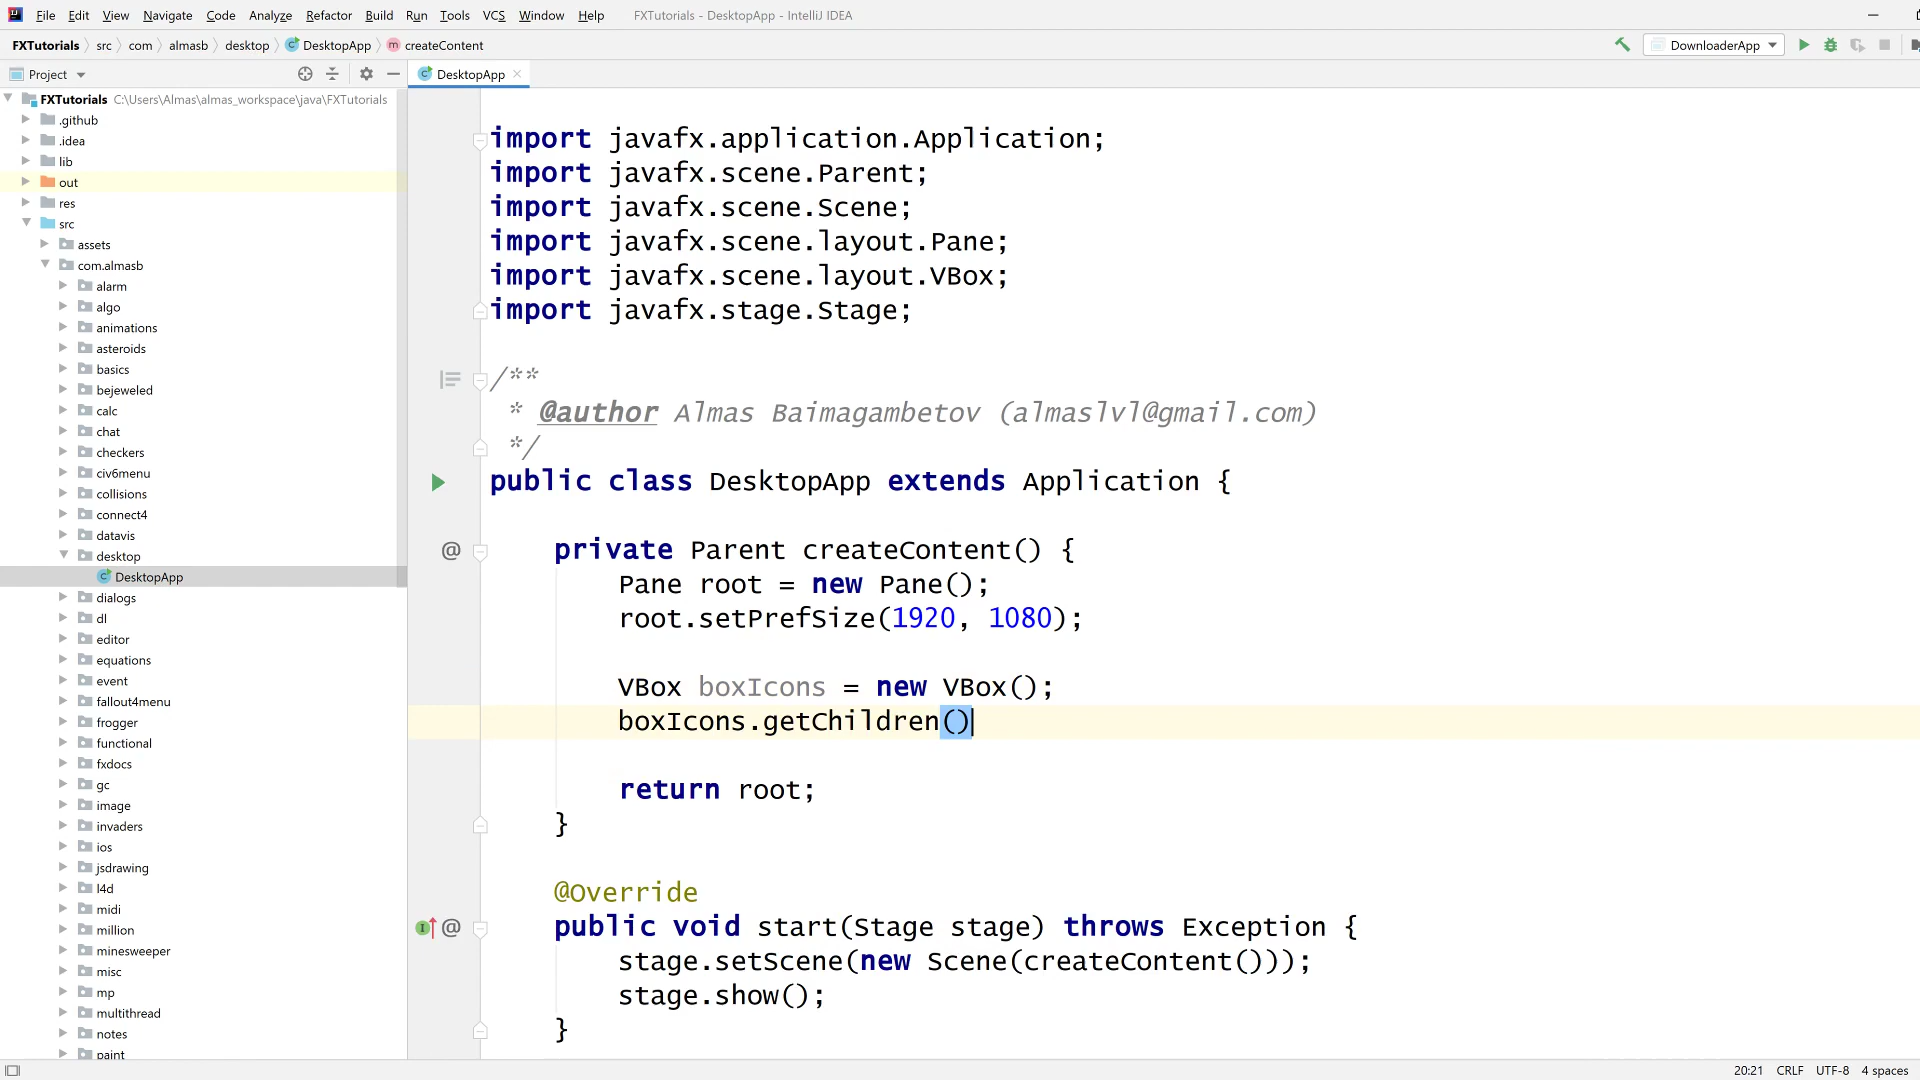 File Edit View Navigate Code Analyze Refactor Build Run Tools VCS Window Help FXTutorials - DesktopApp - IntelliJ IDEA
FXTutorials src com almasb desktop DesktopApp createContent DownloaderApp
Project
DesktopApp
FXTutorials C:\Users\Almas\almas_workspace\java\FXTutorials
.github
.idea
lib
out
res
src
assets
com.almasb
alarm
algo
animations
asteroids
basics
bejeweled
calc
chat
checkers
civ6menu
collisions
connect4
datavis
desktop
DesktopApp
dialogs
dl
editor
equations
event
fallout4menu
frogger
functional
fxdocs
gc
image
invaders
ios
jsdrawing
l4d
midi
million
minesweeper
misc
mp
multithread
notes
paint
import javafx.application.Application;
import javafx.scene.Parent;
import javafx.scene.Scene;
import javafx.scene.layout.Pane;
import javafx.scene.layout.VBox;
import javafx.stage.Stage;
/**
* @author Almas Baimagambetov (almaslvl@gmail.com)
*/
public class DesktopApp extends Application {
private Parent createContent() {
Pane root = new Pane();
root.setPrefSize(1920, 1080);
VBox boxIcons = new VBox();
boxIcons.getChildren()
return root;
}
@Override
public void start(Stage stage) throws Exception {
stage.setScene(new Scene(createContent()));
stage.show();
}
20:21 CRLF UTF-8 4 spaces